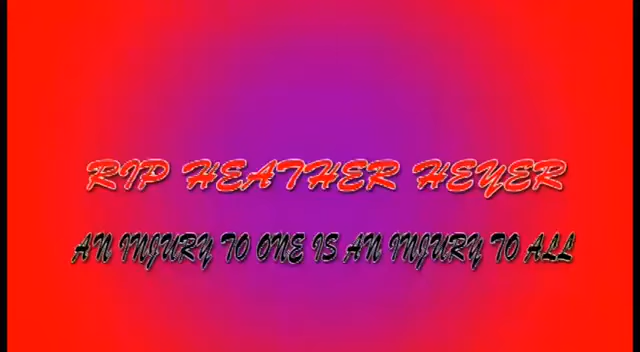 RIP HEATHER HEYER
AN INJURY TO ONE IS AN INJURY TO ALL